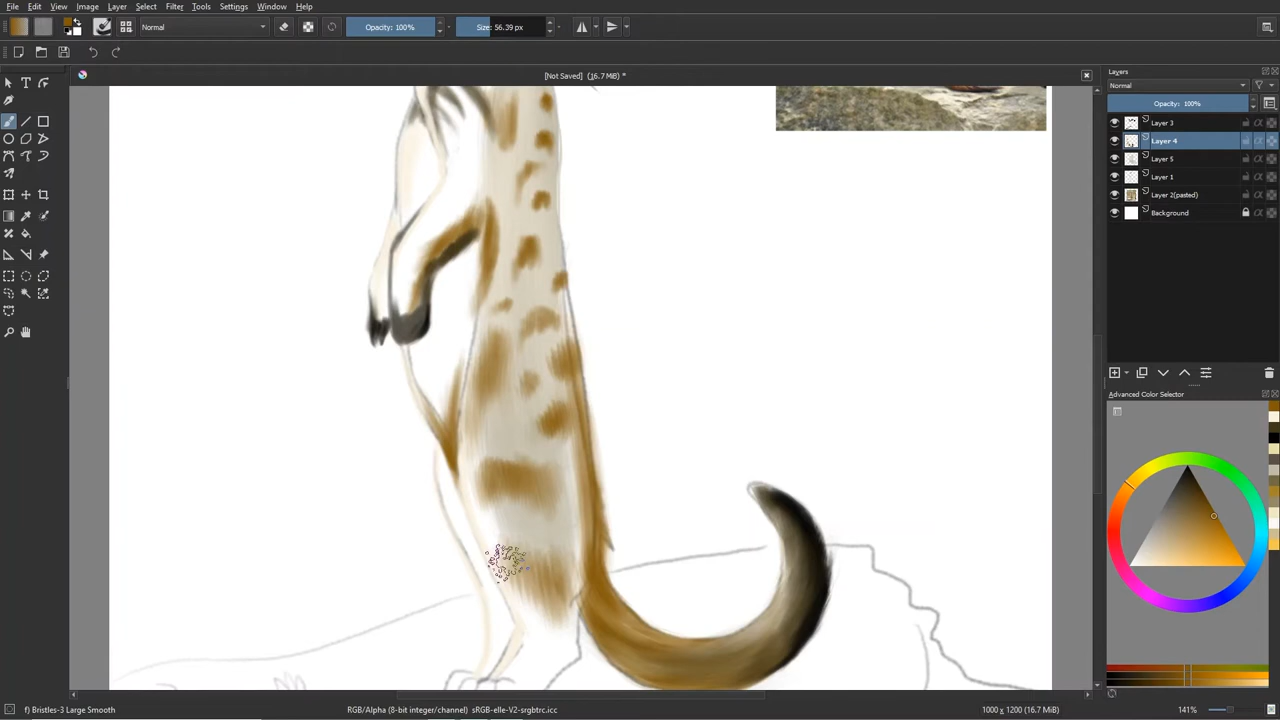 File Edit View Image Layer Select Filter Tools Settings Window Help
Normal Opacity: 100% Size: 56.39 px
[Not Saved] (16.7 MiB) *
Layers
Normal
Opacity: 100%
Layer 3
Layer 4
Layer 5
Layer 1
Layer 2(pasted)
Background
Advanced Color Selector
f) Bristles-3 Large Smooth RGB/Alpha (8-bit integer/channel) sRGB-elle-V2-srgbtrc.icc 1000 x 1200 (16.7 MiB) 141%